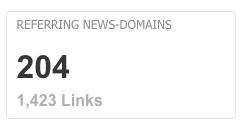 REFERRING NEWS-DOMAINS
204
1,423 Links